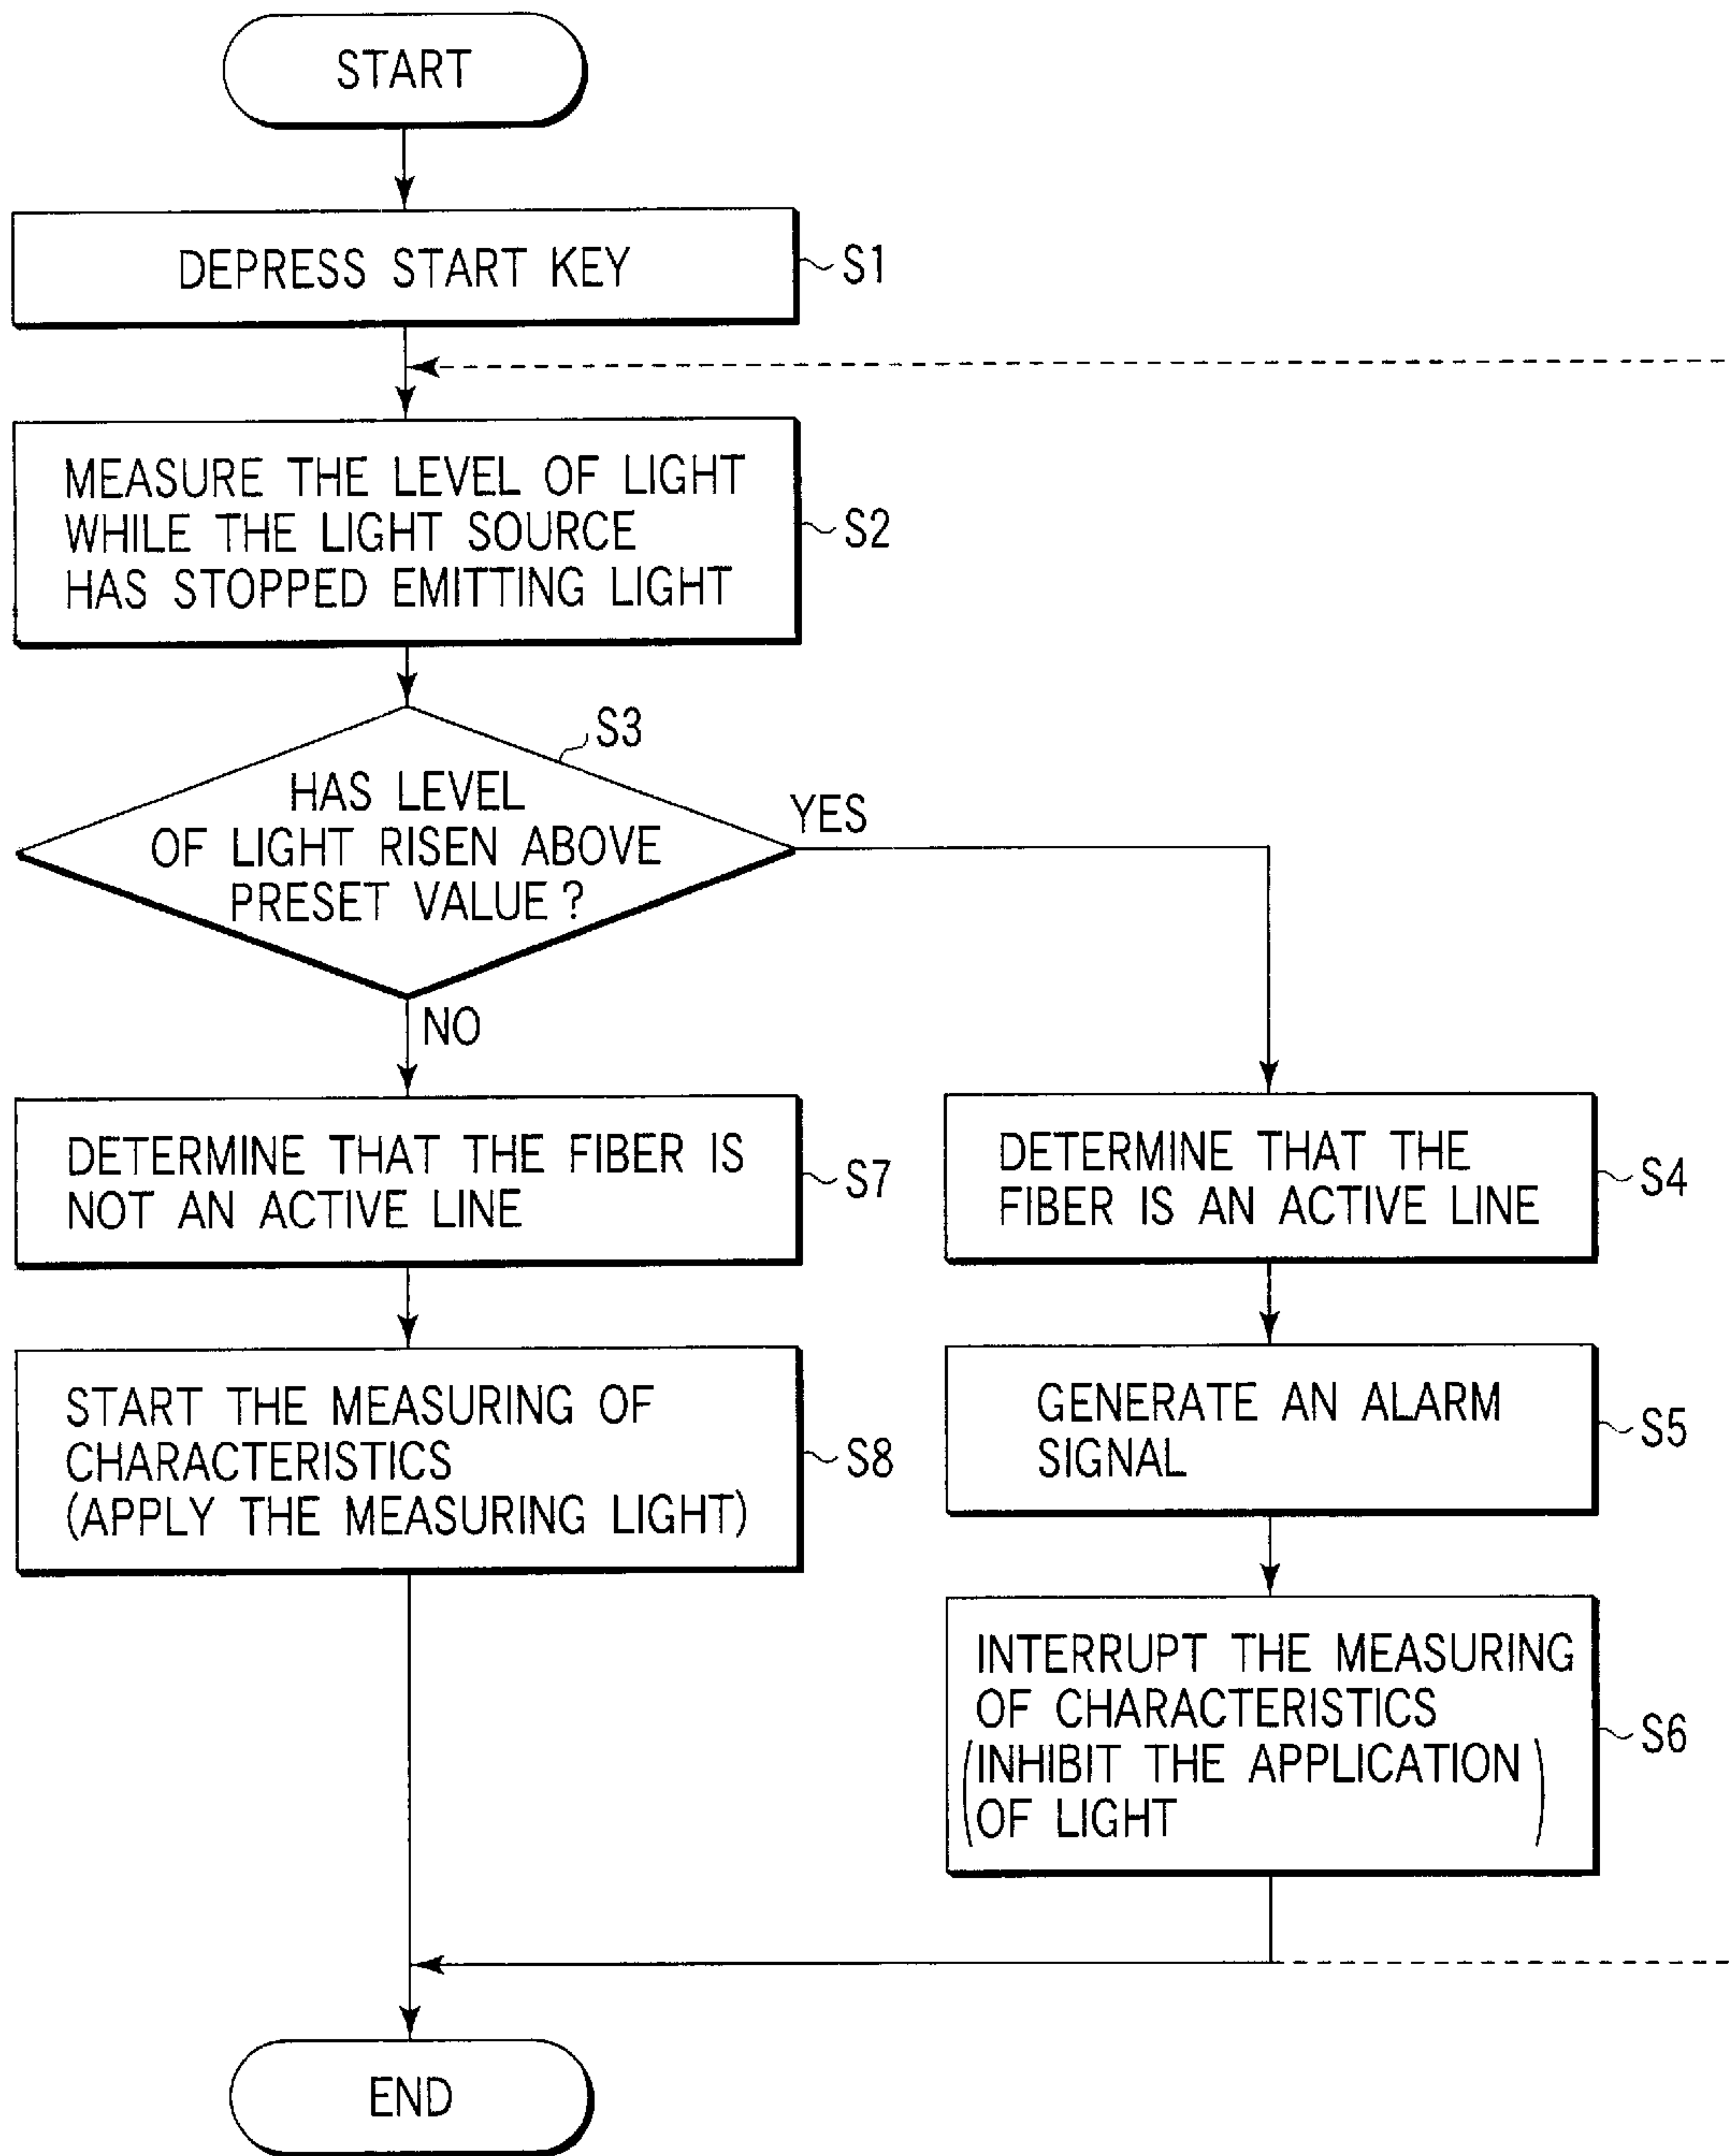 START
DEPRESS START KEY
S1
MEASURE THE LEVEL OF LIGHT
WHILE THE LIGHT SOURCE
HAS STOPPED EMITTING LIGHT
S2
S3
HAS LEVEL
OF LIGHT RISEN ABOVE
PRESET VALUE?
YES
NO
DETERMINE THAT THE FIBER IS
NOT AN ACTIVE LINE
S7
START THE MEASURING OF
CHARACTERISTICS
(APPLY THE MEASURING LIGHT)
S8
DETERMINE THAT THE
FIBER IS AN ACTIVE LINE
S4
GENERATE AN ALARM
SIGNAL
S5
INTERRUPT THE MEASURING
OF CHARACTERISTICS
(INHIBIT THE APPLICATION
OF LIGHT)
S6
END